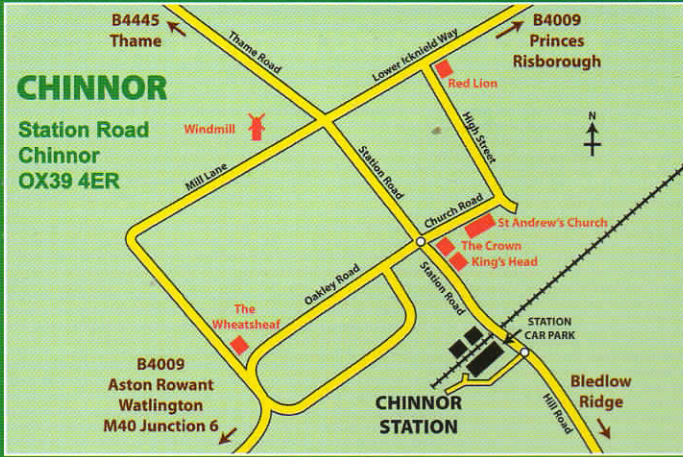 B4445
Thame
B4009
Princes
Risborough
Thame Road
Lower Icknield Way
CHINNOR
Station Road
Chinnor
OX39 4ER
Red Lion
Windmill
N
High Street
Mill Lane
Station Road
Church Road
St Andrew's Church
The Crown
King's Head
Oakley Road
Station Road
The
Wheatsheaf
STATION
CAR PARK
B4009
Aston Rowant
Watlington
M40 Junction 6
CHINNOR
STATION
Bledlow
Ridge
Hill Road